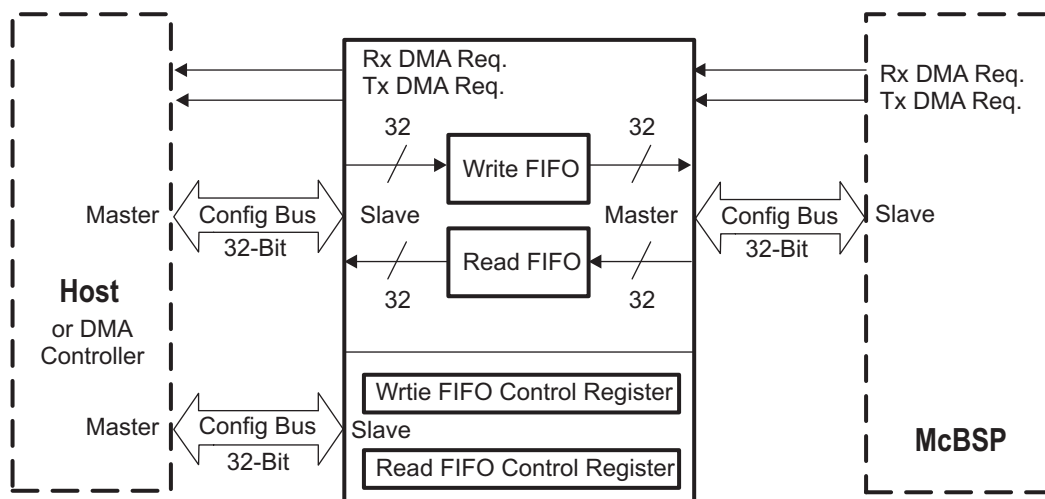 Rx DMA Req.
Tx DMA Req.
Rx DMA Req.
Tx DMA Req.
32
32
Write FIFO
Master
Config Bus
32-Bit
Slave
Master
Config Bus
32-Bit
Slave
Read FIFO
32
32
Host
or DMA
Controller
Wrtie FIFO Control Register
Master
Config Bus
32-Bit
Slave
Read FIFO Control Register
McBSP